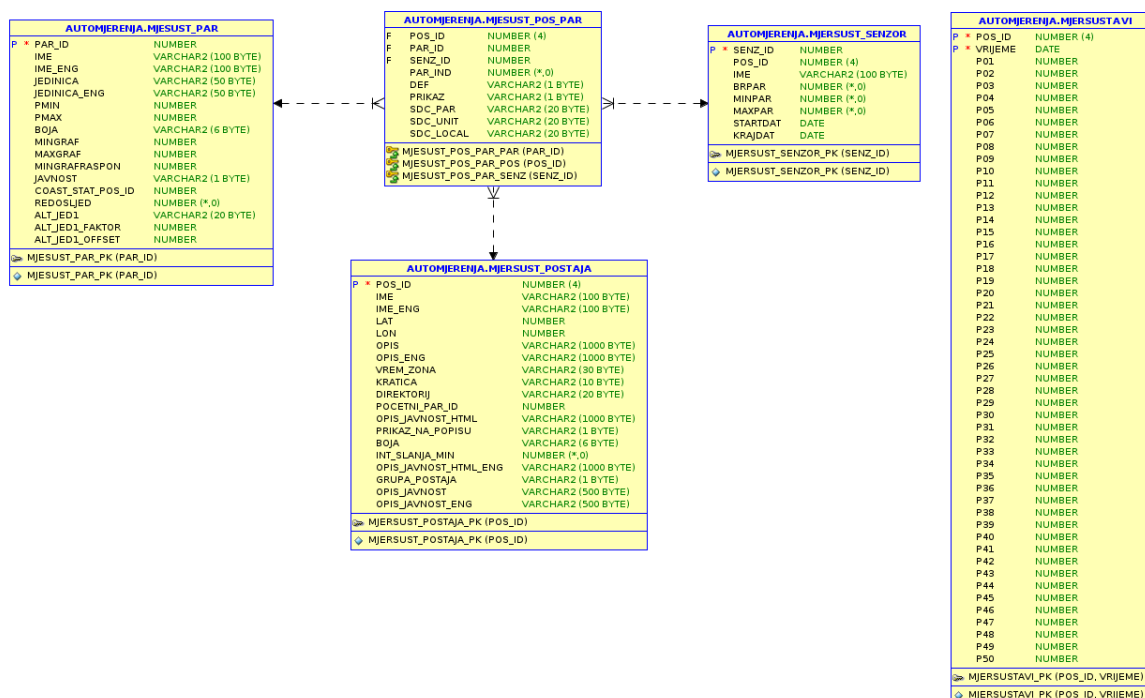 AUTOMJERENJA.MJESUST_PAR
P * PAR_ID NUMBER
IME VARCHAR2 (100 BYTE)
IME_ENG VARCHAR2 (100 BYTE)
JEDINICA VARCHAR2 (50 BYTE)
JEDINICA_ENG VARCHAR2 (50 BYTE)
PMIN NUMBER
PMAX NUMBER
BOJA VARCHAR2 (6 BYTE)
MINGRAF NUMBER
MAXGRAF NUMBER
MINGRAFRASPON NUMBER
JAVNOST VARCHAR2 (1 BYTE)
COAST_STAT_POS_ID NUMBER
REDOSLJED NUMBER (*,0)
ALT_JED1 VARCHAR2 (20 BYTE)
ALT_JED1_FAKTOR NUMBER
ALT_JED1_OFFSET NUMBER
MJESUST_PAR_PK (PAR_ID)
MJESUST_PAR_PK (PAR_ID)
AUTOMJERENJA.MJESUST_POS_PAR
F POS_ID NUMBER (4)
F PAR_ID NUMBER
F SENZ_ID NUMBER
PAR_IND NUMBER (*,0)
DEF VARCHAR2 (1 BYTE)
PRIKAZ VARCHAR2 (1 BYTE)
SDC_PAR VARCHAR2 (20 BYTE)
SDC_UNIT VARCHAR2 (20 BYTE)
SDC_LOCAL VARCHAR2 (20 BYTE)
MJESUST_POS_PAR_PAR (PAR_ID)
MJESUST_POS_PAR_POS (POS_ID)
MJESUST_POS_PAR_SENZ (SENZ_ID)
AUTOMJERENJA.MJERSUST_SENZOR
P * SENZ_ID NUMBER
POS_ID NUMBER (4)
IME VARCHAR2 (100 BYTE)
BRPAR NUMBER (*,0)
MINPAR NUMBER (*,0)
MAXPAR NUMBER (*,0)
STARTDAT DATE
KRAJDAT DATE
MJERSUST_SENZOR_PK (SENZ_ID)
MJERSUST_SENZOR_PK (SENZ_ID)
AUTOMJERENJA.MJERSUST_POSTAJA
P * POS_ID NUMBER (4)
IME VARCHAR2 (100 BYTE)
IME_ENG VARCHAR2 (100 BYTE)
LAT NUMBER
LON NUMBER
OPIS VARCHAR2 (1000 BYTE)
OPIS_ENG VARCHAR2 (1000 BYTE)
VREM_ZONA VARCHAR2 (30 BYTE)
KRATICA VARCHAR2 (10 BYTE)
DIREKTORIJ VARCHAR2 (20 BYTE)
POCETNI_PAR_ID NUMBER
OPIS_JAVNOST_HTML VARCHAR2 (1000 BYTE)
PRIKAZ_NA_POPISU VARCHAR2 (1 BYTE)
BOJA VARCHAR2 (6 BYTE)
INT_SLANJA_MIN NUMBER (*,0)
OPIS_JAVNOST_HTML_ENG VARCHAR2 (1000 BYTE)
GRUPA_POSTAJA VARCHAR2 (1 BYTE)
OPIS_JAVNOST VARCHAR2 (500 BYTE)
OPIS_JAVNOST_ENG VARCHAR2 (500 BYTE)
MJERSUST_POSTAJA_PK (POS_ID)
MJERSUST_POSTAJA_PK (POS_ID)
AUTOMJERENJA.MJERSUSTAVI
P * POS_ID NUMBER (4)
P * VRIJEME DATE
P01 NUMBER
P02 NUMBER
P03 NUMBER
P04 NUMBER
P05 NUMBER
P06 NUMBER
P07 NUMBER
P08 NUMBER
P09 NUMBER
P10 NUMBER
P11 NUMBER
P12 NUMBER
P13 NUMBER
P14 NUMBER
P15 NUMBER
P16 NUMBER
P17 NUMBER
P18 NUMBER
P19 NUMBER
P20 NUMBER
P21 NUMBER
P22 NUMBER
P23 NUMBER
P24 NUMBER
P25 NUMBER
P26 NUMBER
P27 NUMBER
P28 NUMBER
P29 NUMBER
P30 NUMBER
P31 NUMBER
P32 NUMBER
P33 NUMBER
P34 NUMBER
P35 NUMBER
P36 NUMBER
P37 NUMBER
P38 NUMBER
P39 NUMBER
P40 NUMBER
P41 NUMBER
P42 NUMBER
P43 NUMBER
P44 NUMBER
P45 NUMBER
P46 NUMBER
P47 NUMBER
P48 NUMBER
P49 NUMBER
P50 NUMBER
MJERSUSTAVI_PK (POS_ID, VRIJEME)
MJERSUSTAVI_PK (POS_ID, VRIJEME)